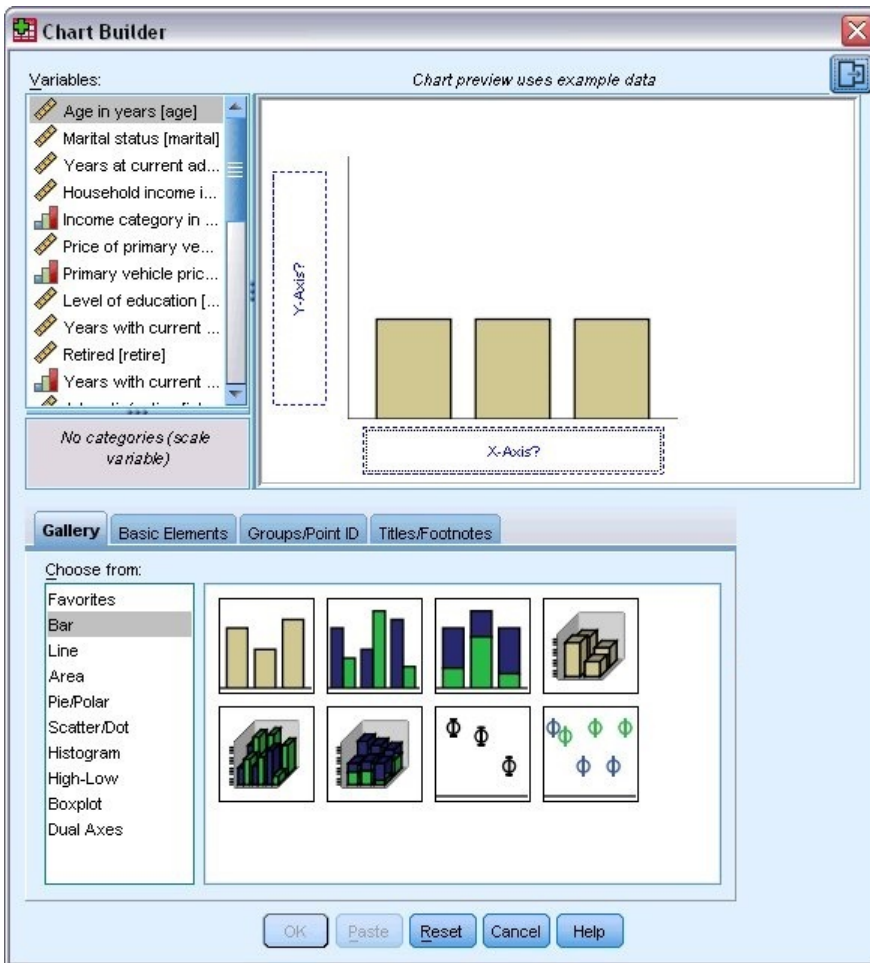 Chart Builder
Variables:
Chart preview uses example data
Age in years [age]
Marital status [marital]
Years at current ad...
Household income i...
Income category in ...
Price of primary ve...
Primary vehicle pric...
Level of education [...
Years with current ...
Retired [retire]
Years with current ...
No categories (scale
variable)
Y-Axis?
X-Axis?
Gallery
Basic Elements
Groups/Point ID
Titles/Footnotes
Choose from:
Favorites
Bar
Line
Area
Pie/Polar
Scatter/Dot
Histogram
High-Low
Boxplot
Dual Axes
OK
Paste
Reset
Cancel
Help